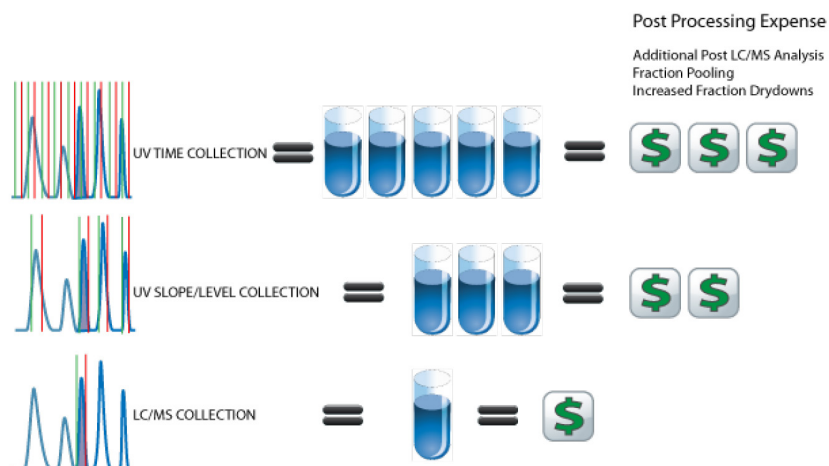 Post Processing Expense
Additional Post LC/MS Analysis
Fraction Pooling
Increased Fraction Drydowns
UV TIME COLLECTION = = $ $ $
UV SLOPE/LEVEL COLLECTION = = $ $
LC/MS COLLECTION = = $